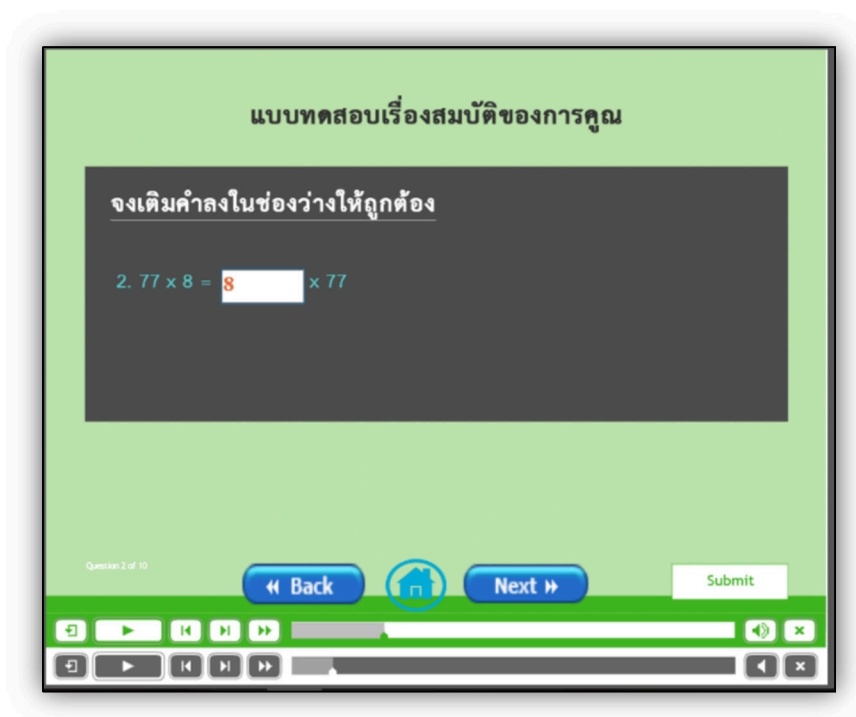 แบบทดสอบเรื่องสมบัติของการคูณ
จงเติมคำลงในช่องว่างให้ถูกต้อง
2. 77 x 8 = 8 x 77
Question 2 of 10
Back
Next
Submit